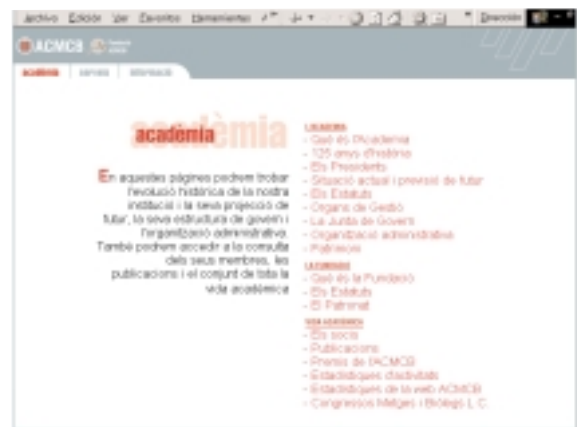 Archivo Edición Ver Favoritos Herramientas
Dirección
ACMCB
acadèmia serveis informació
acadèmia
acadèmia
En aquestes pàgines podrem trobar
l'evolució històrica de la nostra
institució i la seva projecció de
futur, la seva estructura de govern i
l'organització administrativa.
També podrem accedir a la consulta
dels seus membres, les
publicacions i el conjunt de tota la
vida acadèmica
L'ACADÈMIA
- Què és l'Acadèmia
- 125 anys d'història
- Els Presidents
- Situació actual i previsió de futur
- Els Estatuts
- Organs de Gestió
- La Junta de Govern
- Organització administrativa
- Patrimoni
LA FUNDACIÓ
- Què és la Fundació
- Els Estatuts
- El Patronat
VIDA ACADÈMICA
- Els socis
- Publicacions
- Premis de l'ACMCB
- Estadístiques d'activitats
- Estadístiques de la web ACMCB
- Congressos Metges i Biòlegs L.C.